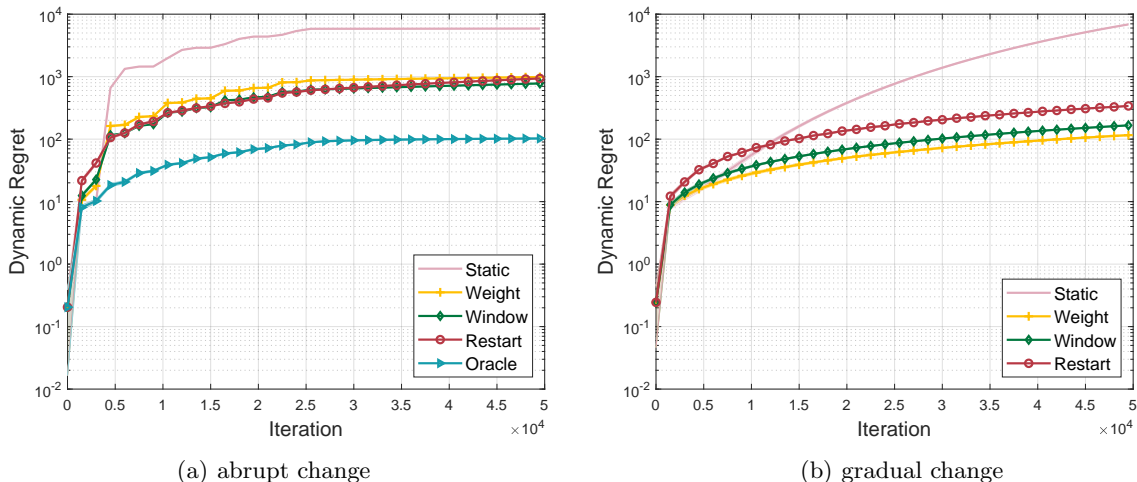 10^4
10^3
10^2
10^1
10^0
10^-1
10^-2
Dynamic Regret
Static
Weight
Window
Restart
Oracle
0 0.5 1 1.5 2 2.5 3 3.5 4 4.5 5
Iteration
×10^4
(a) abrupt change
10^4
10^3
10^2
10^1
10^0
10^-1
10^-2
Dynamic Regret
Static
Weight
Window
Restart
0 0.5 1 1.5 2 2.5 3 3.5 4 4.5 5
Iteration
×10^4
(b) gradual change